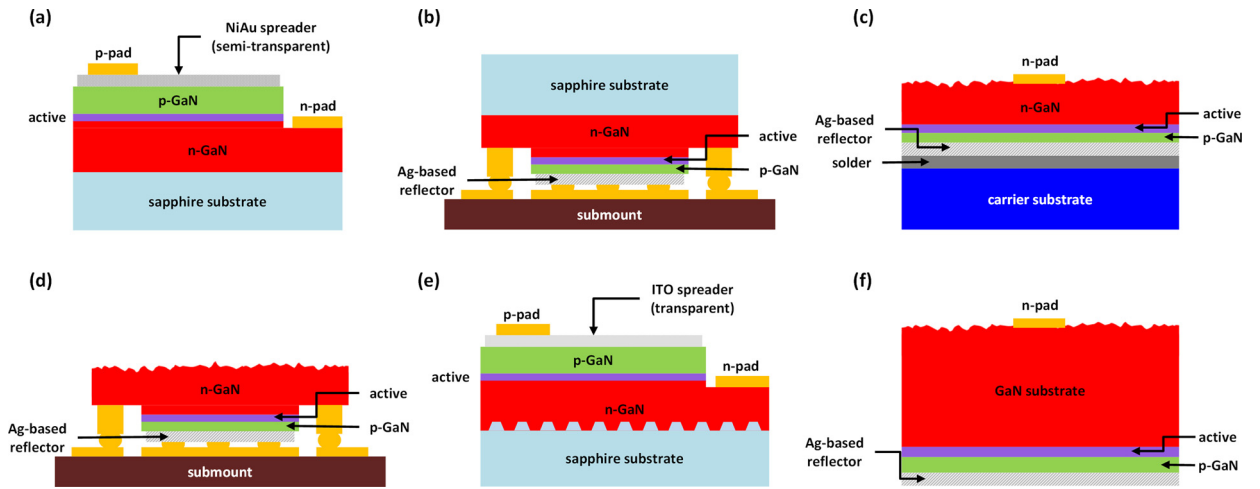 (a)
NiAu spreader
(semi-transparent)
p-pad
p-GaN
active
n-pad
n-GaN
sapphire substrate
(b)
sapphire substrate
n-GaN
active
Ag-based
reflector
p-GaN
submount
(c)
n-pad
n-GaN
Ag-based
reflector
active
p-GaN
solder
carrier substrate
(d)
n-GaN
active
Ag-based
reflector
p-GaN
submount
(e)
ITO spreader
(transparent)
p-pad
p-GaN
active
n-pad
n-GaN
sapphire substrate
(f)
n-pad
GaN substrate
Ag-based
reflector
active
p-GaN